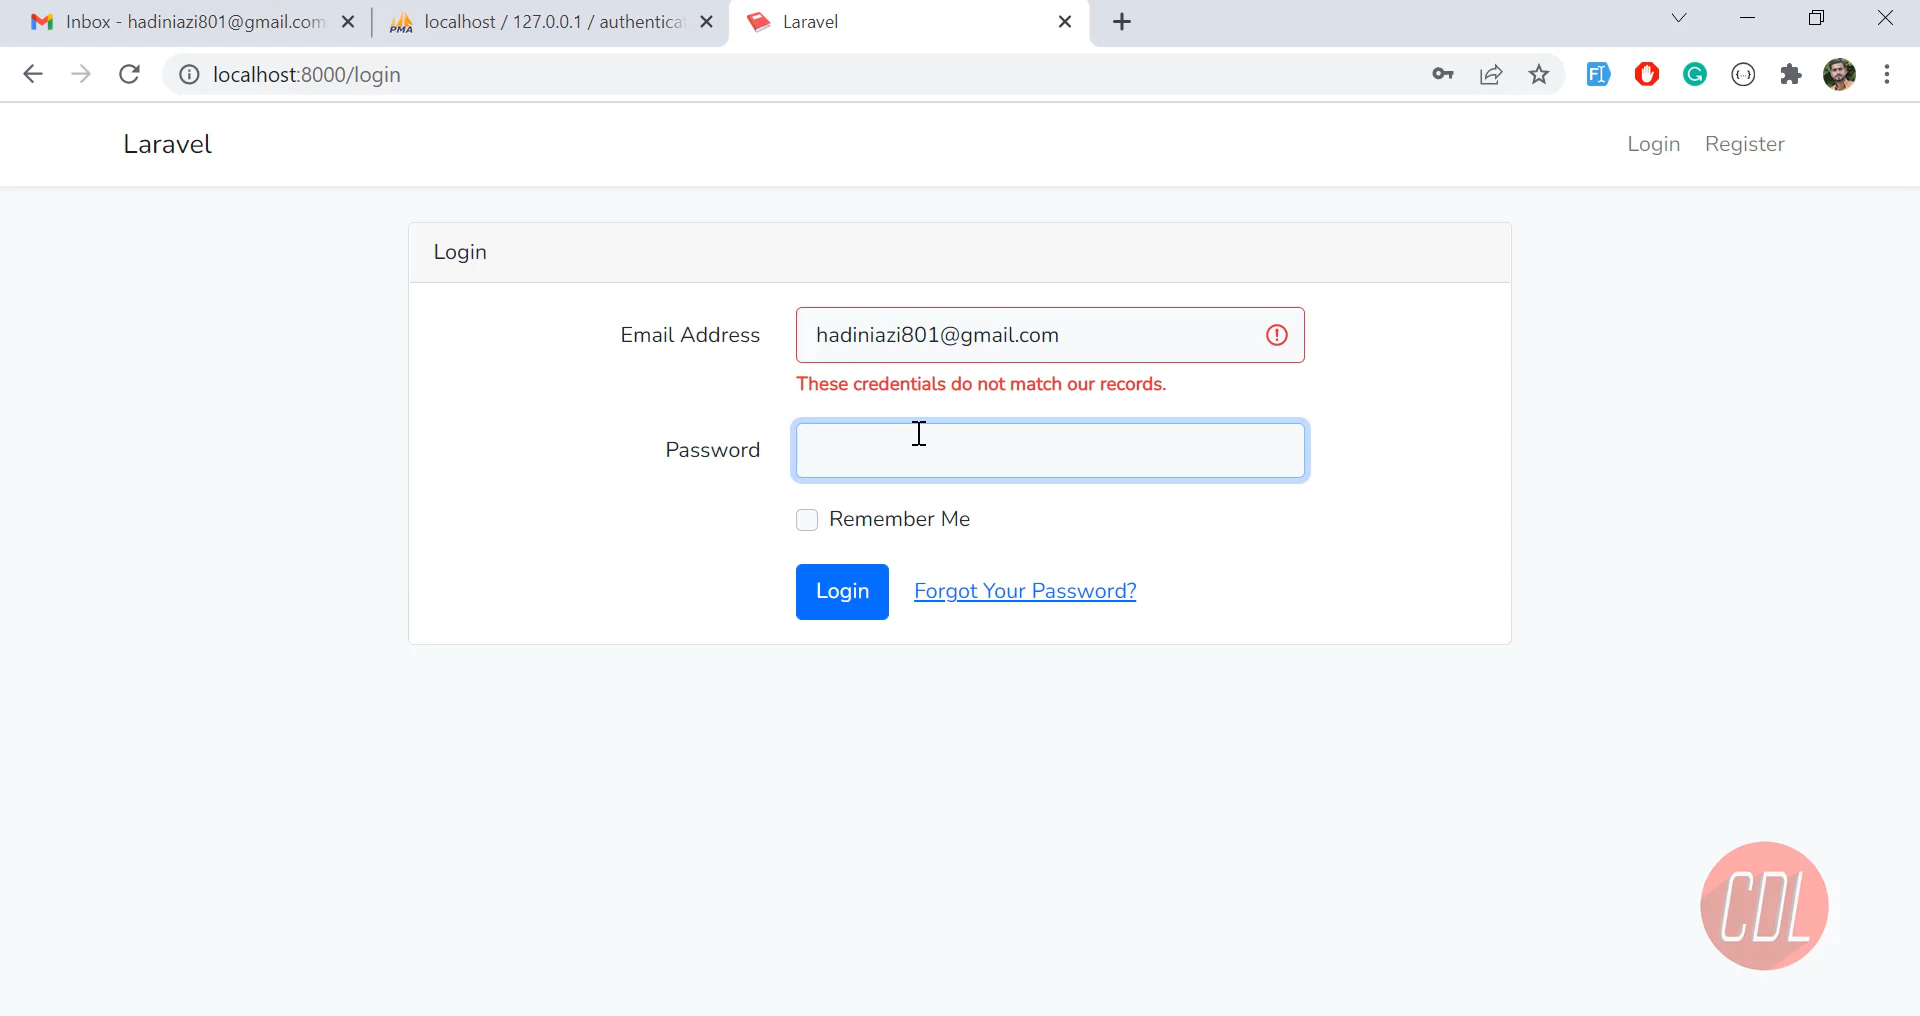 Inbox - hadiniazi801@gmail.com
PMA
localhost / 127.0.0.1 / authentica
Laravel
localhost:8000/login
Laravel
Login
Register
Login
Email Address
hadiniazi801@gmail.com
These credentials do not match our records.
Password
Remember Me
Login
Forgot Your Password?
CDL